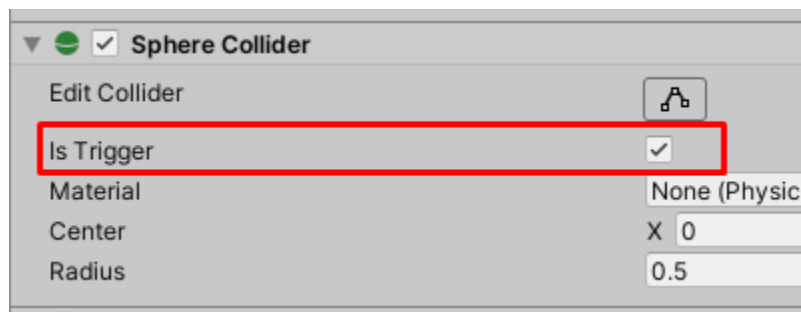 Sphere Collider
Edit Collider
Is Trigger
Material None (Physic
Center X 0
Radius 0.5